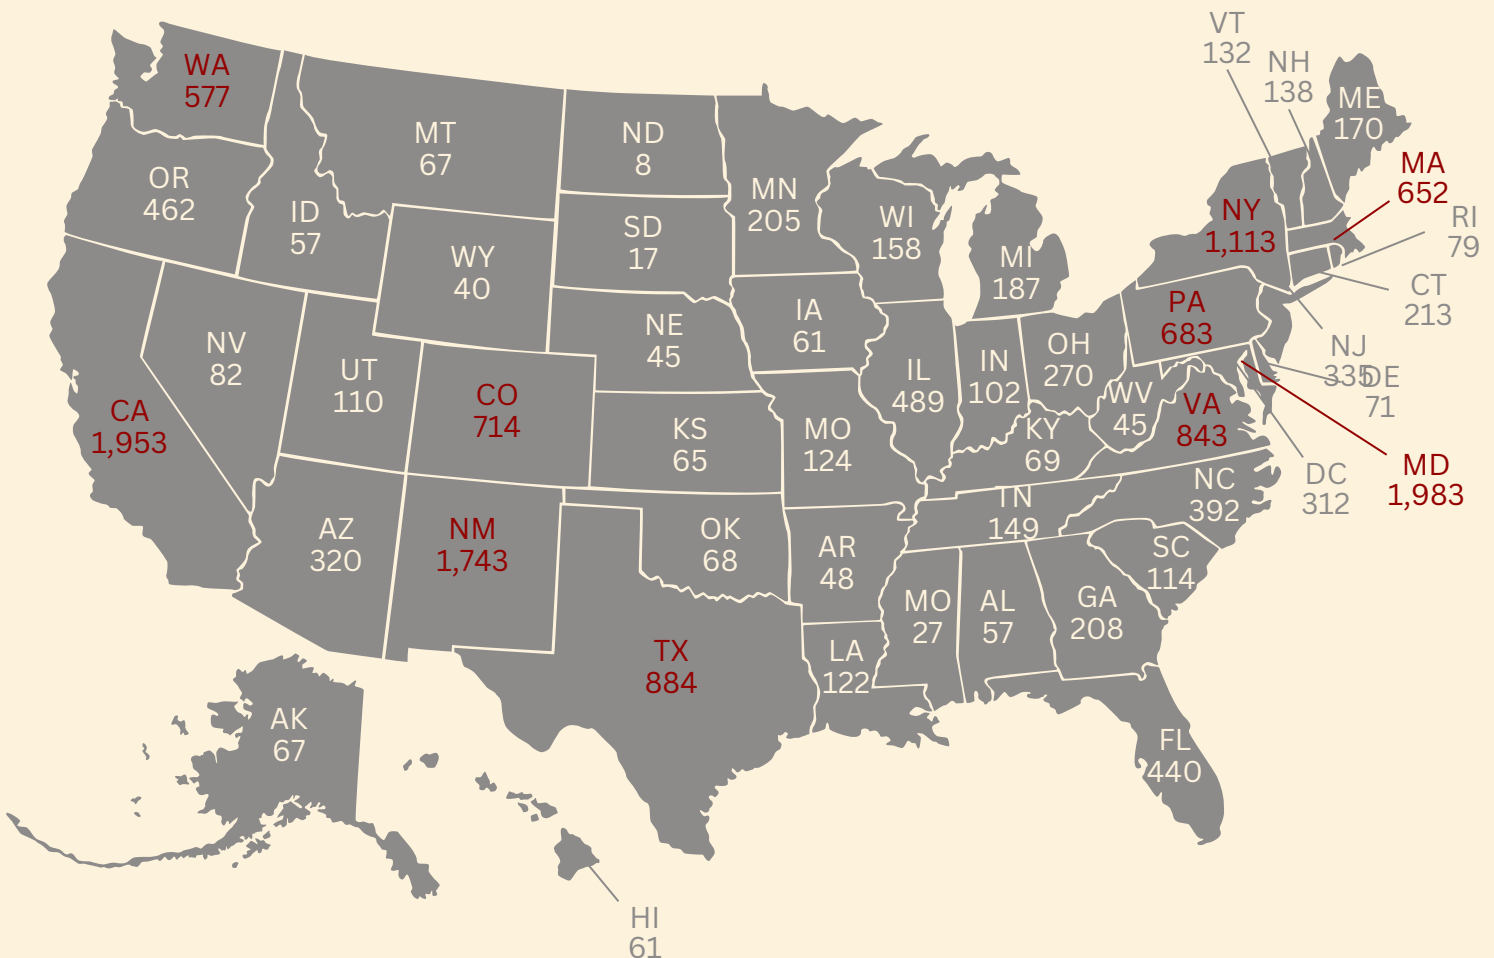 VT
132
NH
138
ME
170
WA
577
MT
67
ND
8
MN
205
MA
652
OR
462
ID
57
WY
40
SD
17
WI
158
MI
187
NY
1,113
RI
79
CT
213
NV
82
UT
110
CO
714
NE
45
IA
61
IL
489
IN
102
OH
270
PA
683
NJ
335
DE
71
CA
1,953
KS
65
MO
124
KY
69
WV
45
VA
843
DC
312
MD
1,983
AZ
320
NM
1,743
OK
68
AR
48
TN
149
NC
392
SC
114
TX
884
LA
122
MO
27
AL
57
GA
208
FL
440
AK
67
HI
61